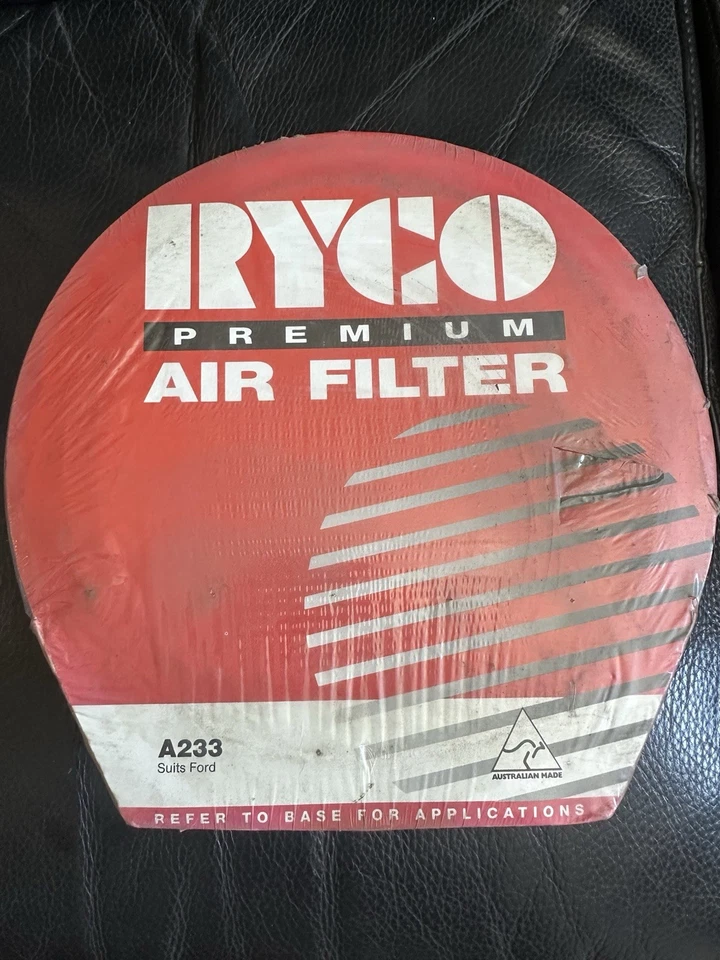 RYCO
PREMIUM
AIR FILTER
A233
Suits Ford
AUSTRALIAN MADE
REFER TO BASE FOR APPLICATIONS